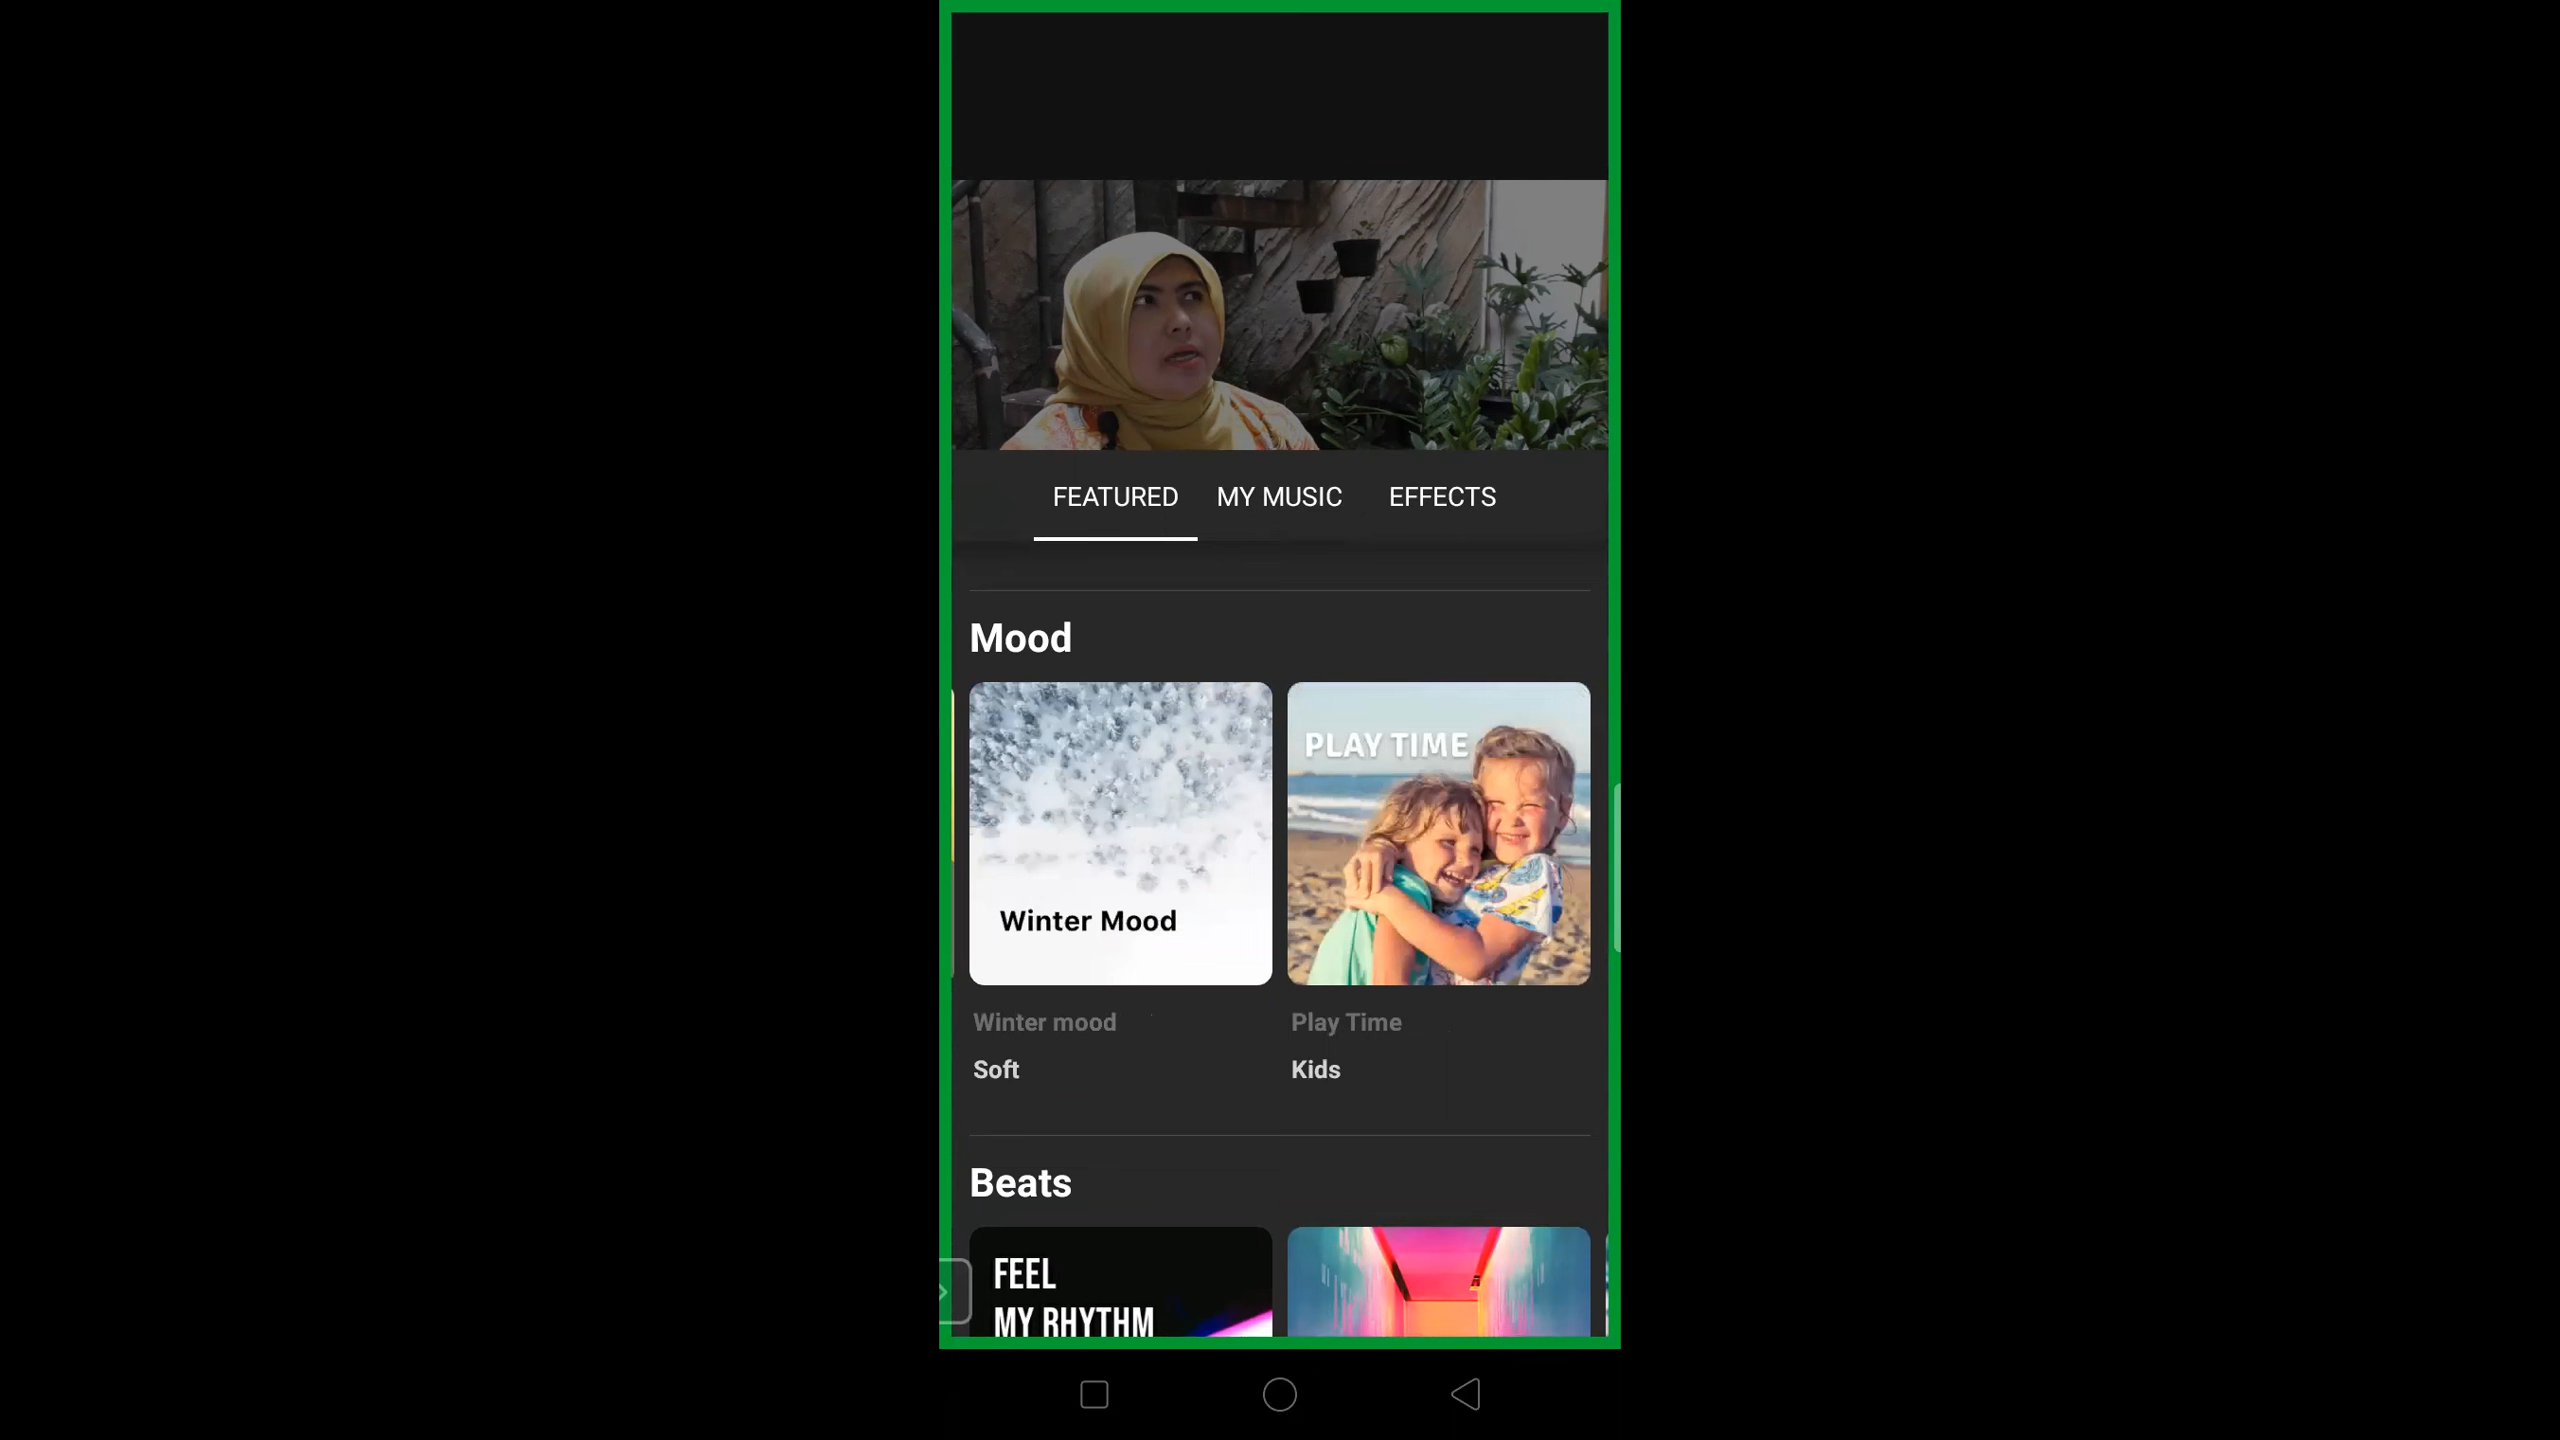 FEATURED MY MUSIC EFFECTS
Mood
Winter Mood
PLAY TIME
Winter mood
Soft
Play Time
Kids
Beats
FEEL
MY RHYTHM